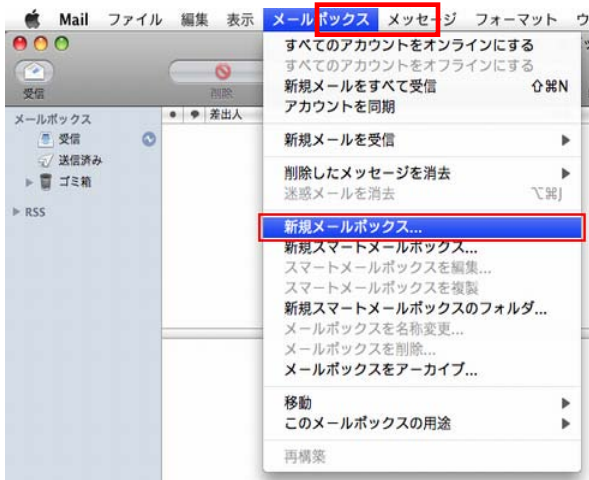 Mail ファイル 編集 表示 メールボックス メッセージ フォーマット ウ
受信
削除
メールボックス
受信
送信済み
ゴミ箱
RSS
差出人
すべてのアカウントをオンラインにする
すべてのアカウントをオフラインにする
新規メールをすべて受信 ⇧⌘N
アカウントを同期
新規メールを受信 ▶
削除したメッセージを消去 ▶
迷惑メールを消去 ⌥⌘J
新規メールボックス...
新規スマートメールボックス...
スマートメールボックスを編集...
スマートメールボックスを複製
新規スマートメールボックスのフォルダ...
メールボックスを名称変更...
メールボックスを削除...
メールボックスをアーカイブ...
移動 ▶
このメールボックスの用途 ▶
再構築